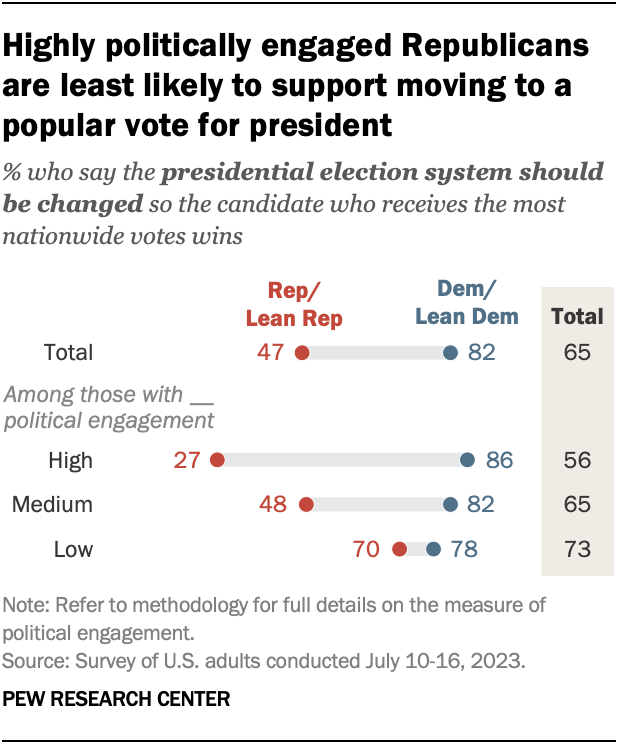 Highly politically engaged Republicans
are least likely to support moving to a
popular vote for president
% who say the presidential election system should
be changed so the candidate who receives the most
nationwide votes wins
Rep/ Dem/
Lean Rep Lean Dem Total
Total 47 82 65
Among those with __
political engagement
High 27 86 56
Medium 48 82 65
Low 70 78 73
Note: Refer to methodology for full details on the measure of
political engagement.
Source: Survey of U.S. adults conducted July 10-16, 2023.
PEW RESEARCH CENTER